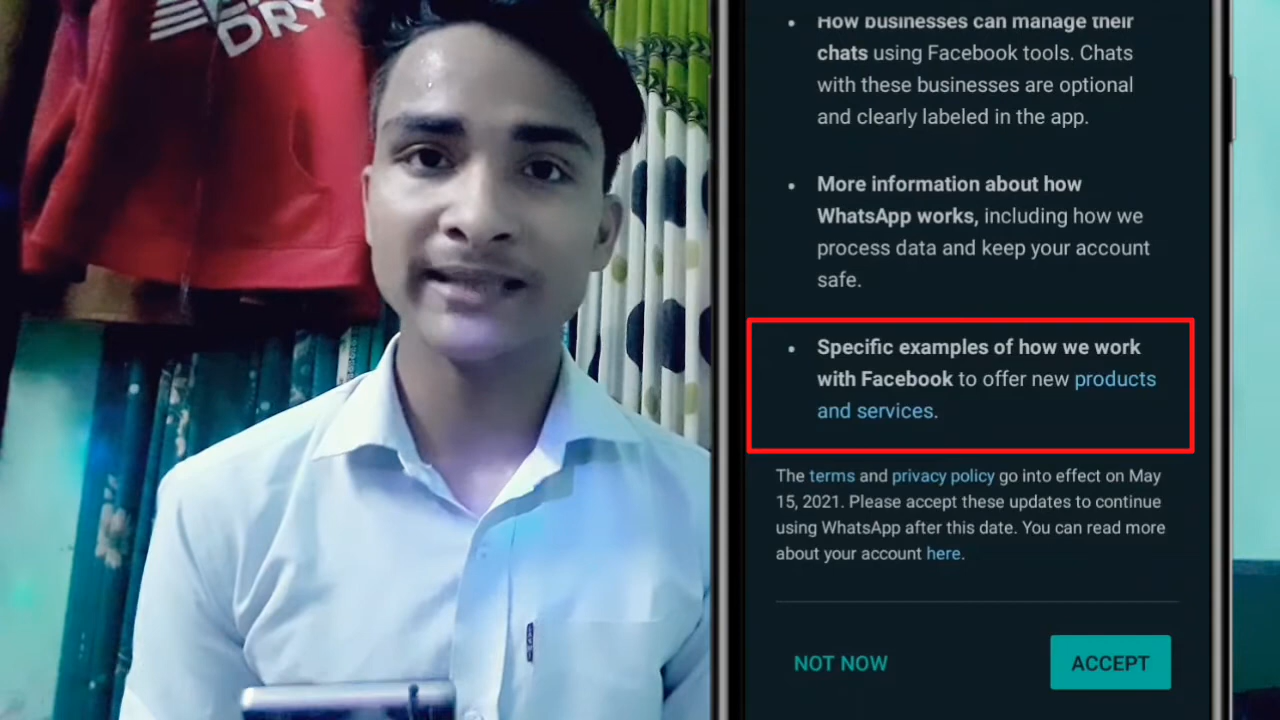 DRY
How businesses can manage their
chats using Facebook tools. Chats
with these businesses are optional
and clearly labeled in the app.
• More information about how
WhatsApp works, including how we
process data and keep your account
safe.
• Specific examples of how we work
with Facebook to offer new products
and services.
The terms and privacy policy go into effect on May
15, 2021. Please accept these updates to continue
using WhatsApp after this date. You can read more
about your account here.
NOT NOW
ACCEPT